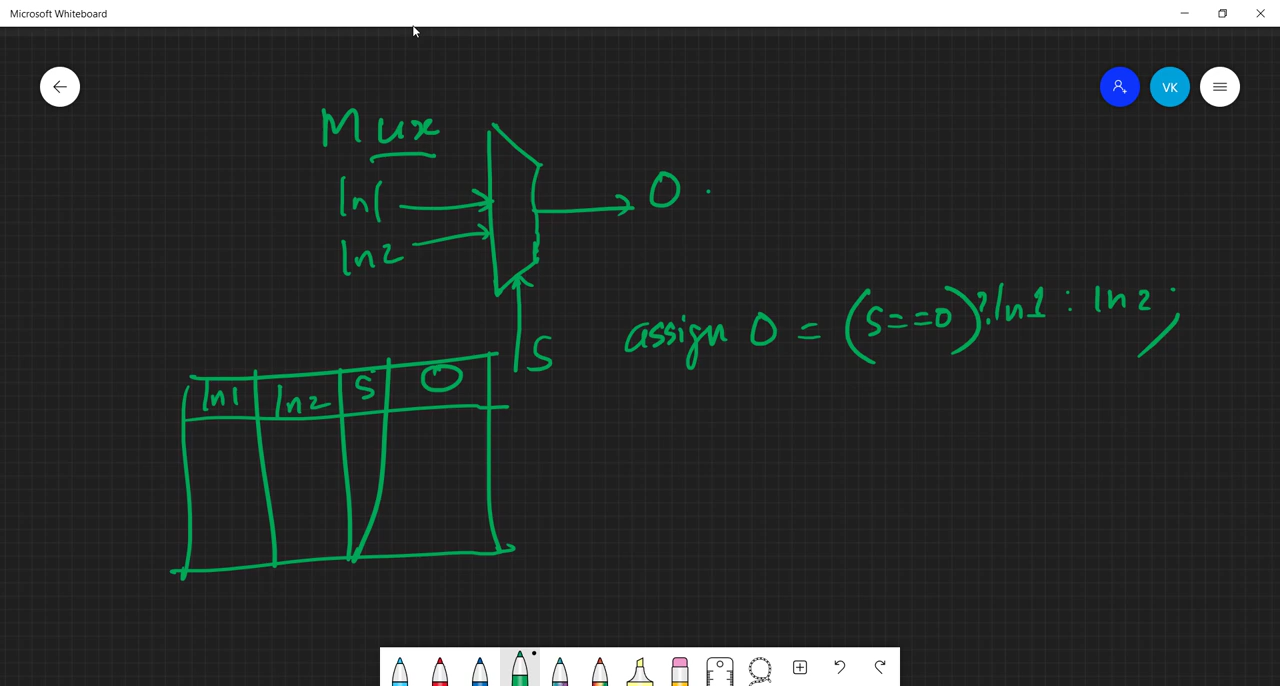 Microsoft Whiteboard
VK
Mux
In1
In2
O
S
assign O = (S==0)?In1 : In2;
In1 In2 S O